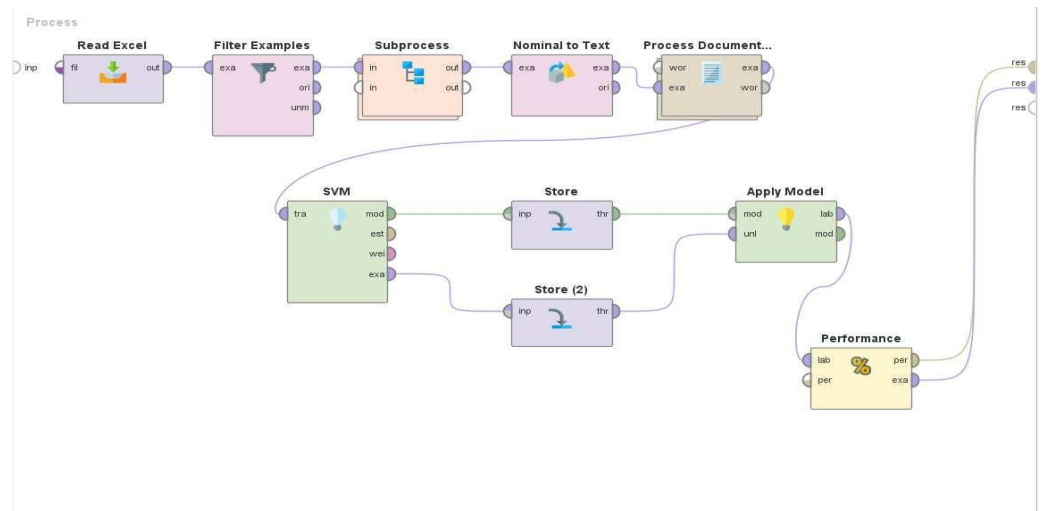 Process
Read Excel
Filter Examples
Subprocess
Nominal to Text
Process Document...
inp
fil
out
exa
exa
ori
unm
in
out
in
out
exa
exa
ori
wor
exa
exa
wor
res
res
res
SVM
Store
Apply Model
tra
mod
est
wei
exa
inp
thr
mod
lab
unl
mod
Store (2)
inp
thr
Performance
%
lab
per
per
exa